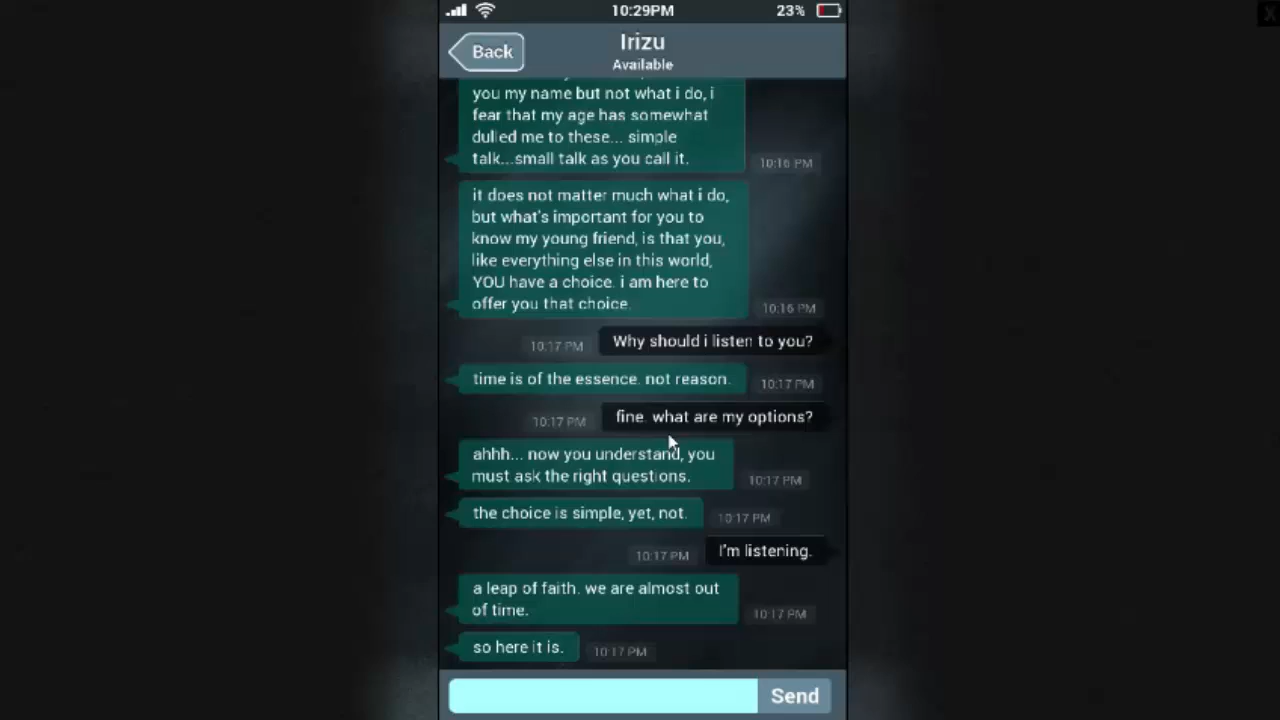 10:29PM
23%
Back
Irizu
Available
you my name but not what i do, i
fear that my age has somewhat
dulled me to these... simple
talk...small talk as you call it.
10:16 PM
it does not matter much what i do,
but what's important for you to
know my young friend, is that you,
like everything else in this world,
YOU have a choice. i am here to
offer you that choice.
10:16 PM
10:17 PM
Why should i listen to you?
time is of the essence. not reason.
10:17 PM
10:17 PM
fine. what are my options?
ahhh... now you understand, you
must ask the right questions.
10:17 PM
the choice is simple, yet, not.
10:17 PM
10:17 PM
I'm listening.
a leap of faith. we are almost out
of time.
10:17 PM
so here it is.
10:17 PM
Send